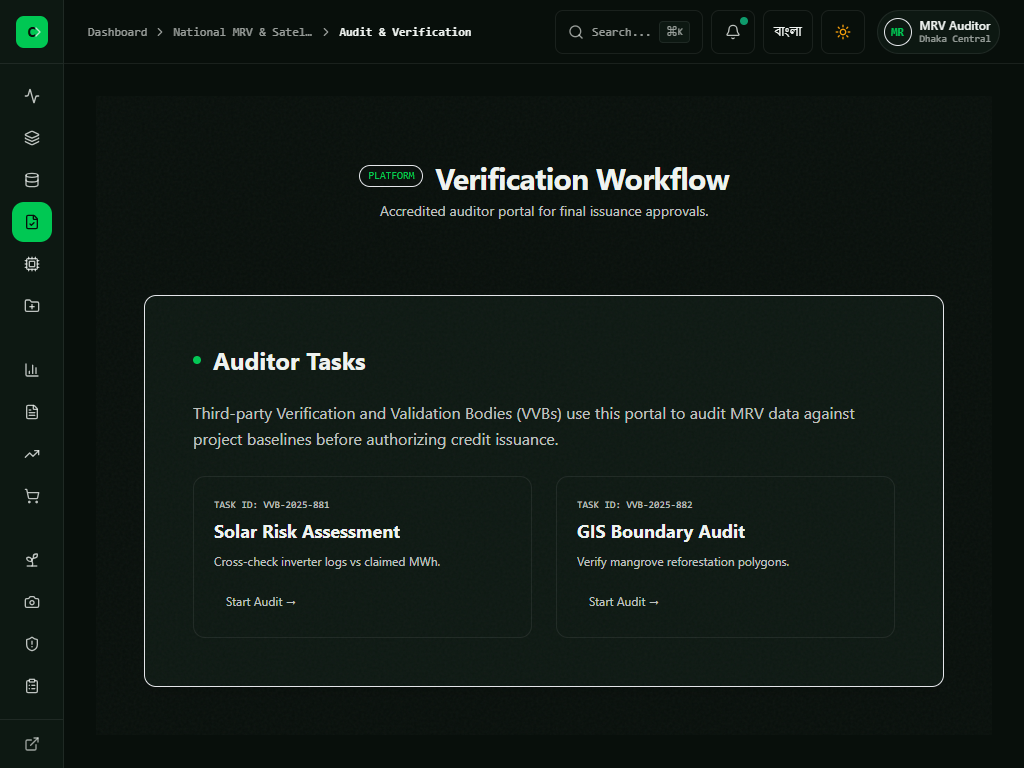 C
Dashboard > National MRV & Satel… > Audit & Verification
Search... ⌘K
বাংলা
MR
MRV Auditor
Dhaka Central
PLATFORM
Verification Workflow
Accredited auditor portal for final issuance approvals.
Auditor Tasks
Third-party Verification and Validation Bodies (VVBs) use this portal to audit MRV data against
project baselines before authorizing credit issuance.
TASK ID: VVB-2025-881
Solar Risk Assessment
Cross-check inverter logs vs claimed MWh.
Start Audit →
TASK ID: VVB-2025-882
GIS Boundary Audit
Verify mangrove reforestation polygons.
Start Audit →